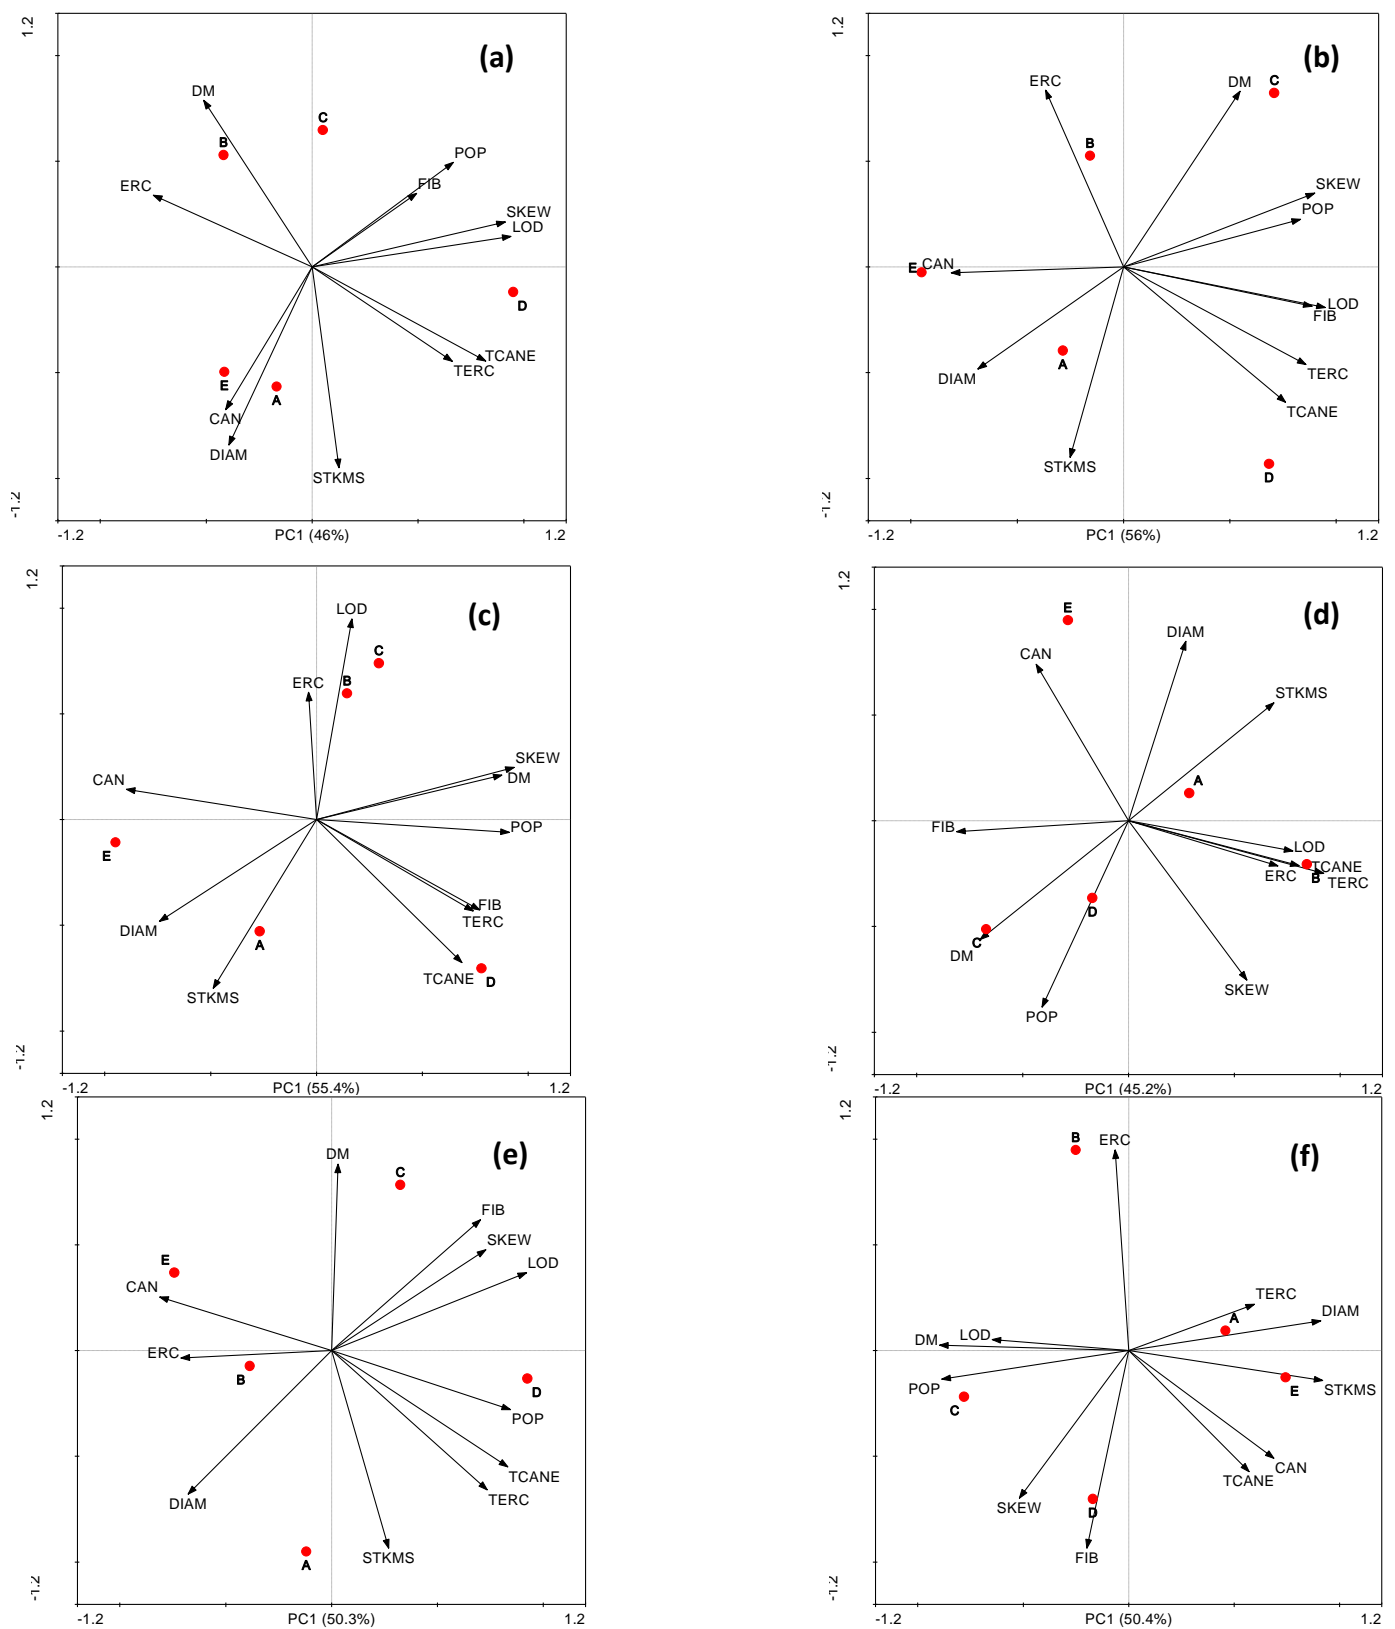 1.2
(a)
DM
C
B
POP
FIB
ERC
SKEW
LOD
D
TCANE
TERC
E
A
CAN
DIAM
STKMS
-1.2
-1.2
PC1 (46%)
1.2
1.2
(b)
ERC
DM
C
B
SKEW
POP
E
CAN
LOD
FIB
A
DIAM
TERC
TCANE
STKMS
D
-1.2
-1.2
PC1 (56%)
1.2
1.2
(c)
LOD
C
ERC
B
SKEW
DM
CAN
POP
E
FIB
TERC
DIAM
A
TCANE
D
STKMS
-1.2
-1.2
PC1 (55.4%)
1.2
1.2
(d)
E
DIAM
CAN
STKMS
A
FIB
LOD
TCANE
ERC
B
TERC
D
C
DM
SKEW
POP
-1.2
-1.2
PC1 (45.2%)
1.2
1.2
(e)
DM
C
FIB
SKEW
E
LOD
CAN
ERC
B
D
POP
TCANE
TERC
DIAM
STKMS
A
-1.2
-1.2
PC1 (50.3%)
1.2
1.2
(f)
B
ERC
TERC
DIAM
A
DM
LOD
POP
E
STKMS
C
CAN
TCANE
SKEW
D
FIB
-1.2
-1.2
PC1 (50.4%)
1.2